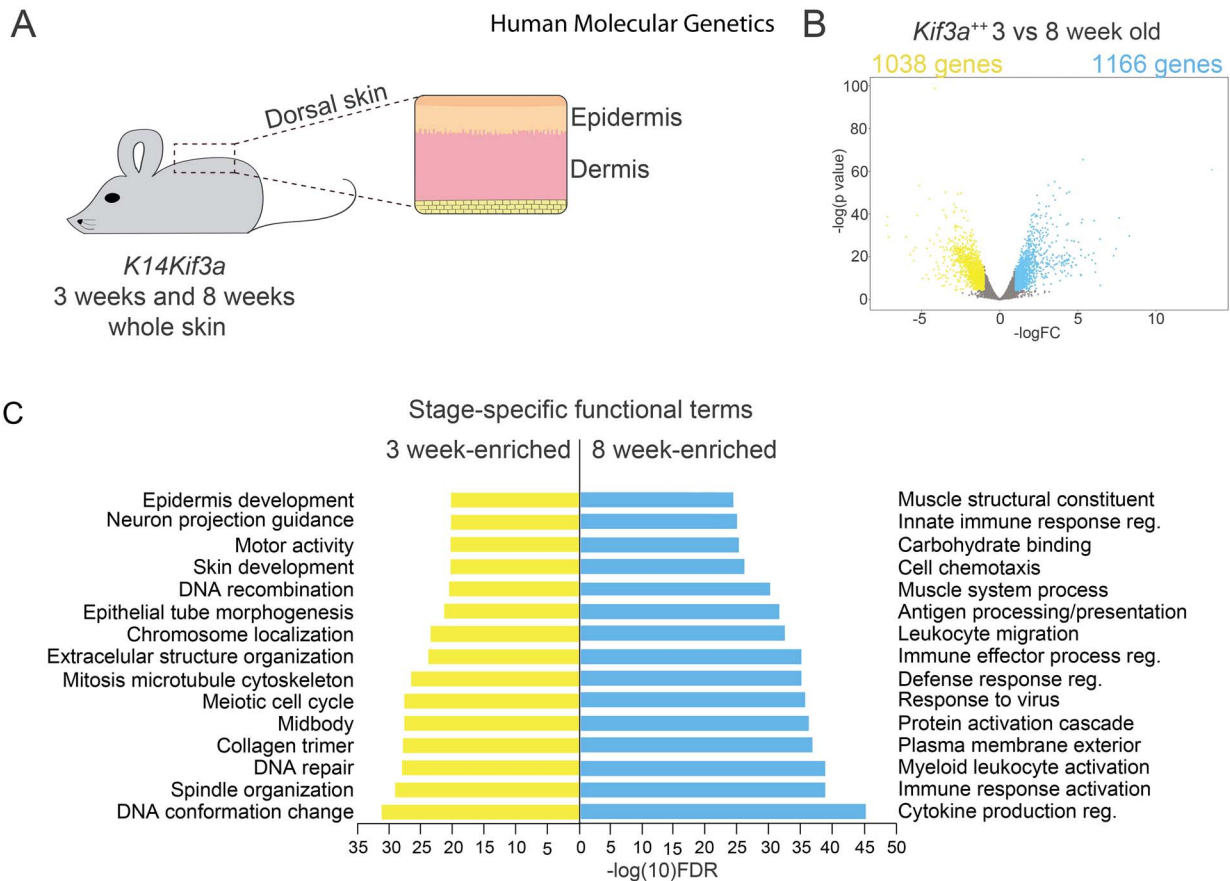 A
Human Molecular Genetics
Dorsal skin
Epidermis
Dermis
K14Kif3a
3 weeks and 8 weeks
whole skin
B
Kif3a++ 3 vs 8 week old
1038 genes 1166 genes
100
80
60
40
20
0
-log(p value)
-5 0 5 10
-logFC
C
Stage-specific functional terms
3 week-enriched 8 week-enriched
Epidermis development Muscle structural constituent
Neuron projection guidance Innate immune response reg.
Motor activity Carbohydrate binding
Skin development Cell chemotaxis
DNA recombination Muscle system process
Epithelial tube morphogenesis Antigen processing/presentation
Chromosome localization Leukocyte migration
Extracelular structure organization Immune effector process reg.
Mitosis microtubule cytoskeleton Defense response reg.
Meiotic cell cycle Response to virus
Midbody Protein activation cascade
Collagen trimer Plasma membrane exterior
DNA repair Myeloid leukocyte activation
Spindle organization Immune response activation
DNA conformation change Cytokine production reg.
35 30 25 20 15 10 5 0 5 10 15 20 25 30 35 40 45 50
-log(10)FDR